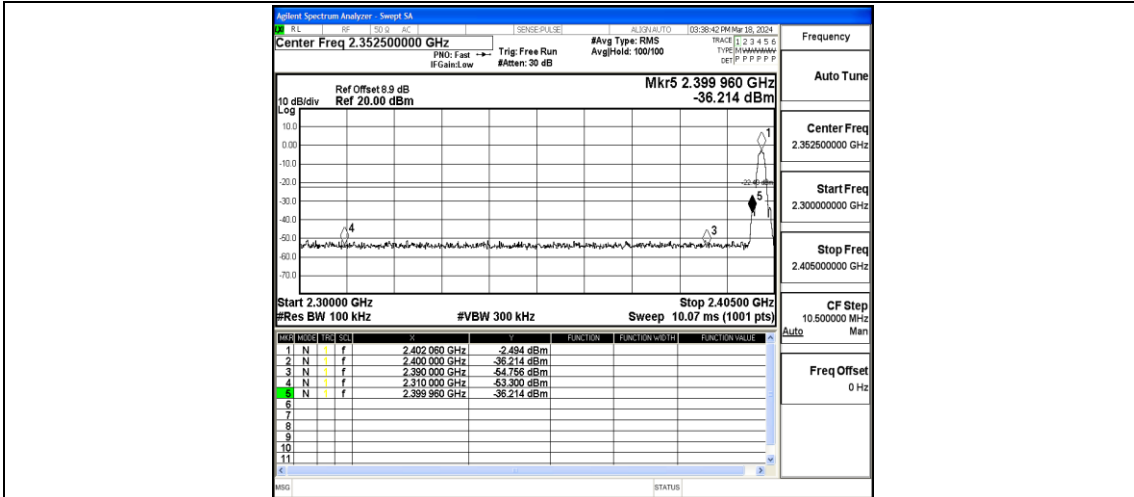 Agilent Spectrum Analyzer - Swept SA
RL RF 50 Ω AC SENSE:PULSE ALIGN AUTO 03:38:42 PM Mar 18, 2024
Center Freq 2.352500000 GHz
PNO: Fast
IFGain:Low
Trig: Free Run
#Atten: 30 dB
#Avg Type: RMS
Avg|Hold: 100/100
TRACE 1 2 3 4 5 6
TYPE MWWWWW
DET P P P P P P
Ref Offset 8.9 dB
Ref 20.00 dBm
10 dB/div
Log
Mkr5 2.399 960 GHz
-36.214 dBm
10.0
0.00
-10.0
-20.0
-30.0
-40.0
-50.0
-60.0
-70.0
1
5
3
4
Start 2.30000 GHz
#Res BW 100 kHz
#VBW 300 kHz
Stop 2.40500 GHz
Sweep 10.07 ms (1001 pts)
MKR MODE TRC SCL X Y FUNCTION FUNCTION WIDTH FUNCTION VALUE
1 N 1 f 2.402 060 GHz -2.494 dBm
2 N 1 f 2.400 000 GHz -36.214 dBm
3 N 1 f 2.390 000 GHz -54.756 dBm
4 N 1 f 2.310 000 GHz -53.300 dBm
5 N 1 f 2.399 960 GHz -36.214 dBm
6
7
8
9
10
11
MSG STATUS
Frequency
Auto Tune
Center Freq
2.352500000 GHz
Start Freq
2.300000000 GHz
Stop Freq
2.405000000 GHz
CF Step
10.500000 MHz
Auto Man
Freq Offset
0 Hz